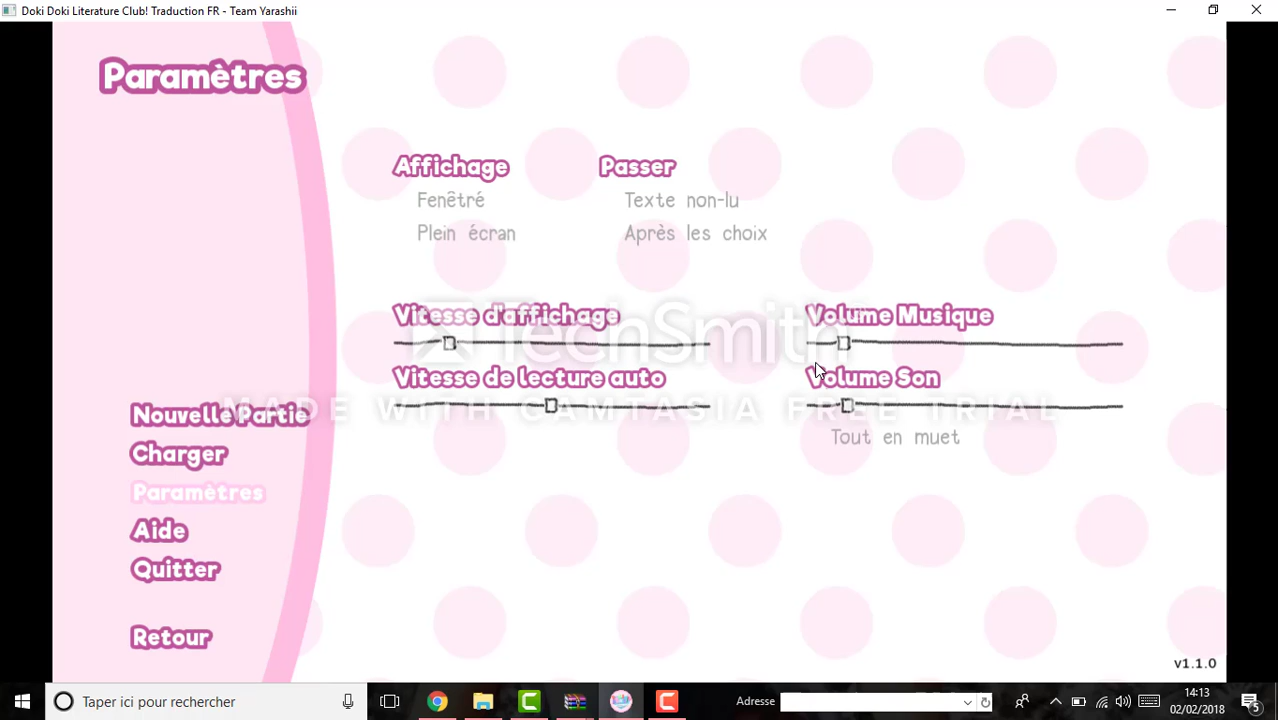 Doki Doki Literature Club! Traduction FR - Team Yarashii
Paramètres
Affichage
Fenêtré
Plein écran
Passer
Texte non-lu
Après les choix
Vitesse d'affichage
Vitesse de lecture auto
Volume Musique
Volume Son
Tout en muet
TechSmith
MADE WITH CAMTASIA FREE TRIAL
Nouvelle Partie
Charger
Paramètres
Aide
Quitter
Retour
v1.1.0
Taper ici pour rechercher
Adresse
14:13
02/02/2018
5